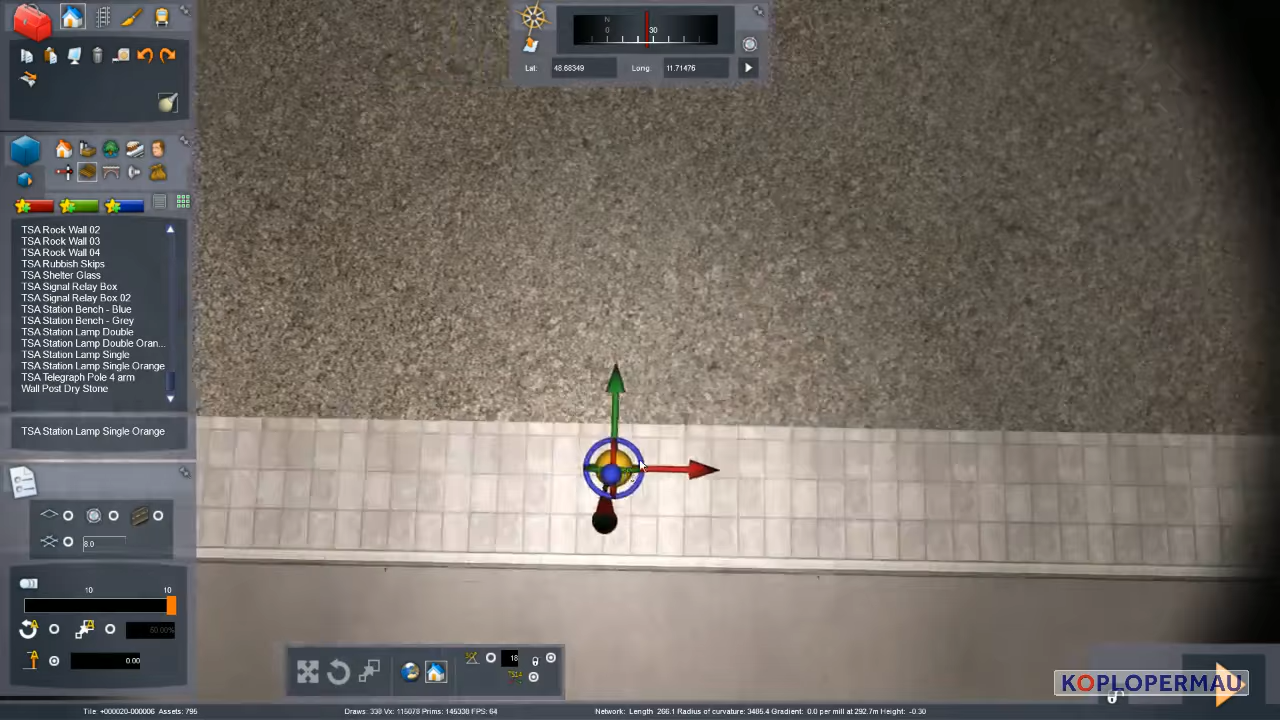 N
0
30
Lat:
48.68349
Long:
11.71476
TSA Rock Wall 02
TSA Rock Wall 03
TSA Rock Wall 04
TSA Rubbish Skips
TSA Shelter Glass
TSA Signal Relay Box
TSA Signal Relay Box 02
TSA Station Bench - Blue
TSA Station Bench - Grey
TSA Station Lamp Double
TSA Station Lamp Double Oran...
TSA Station Lamp Single
TSA Station Lamp Single Orange
TSA Telegraph Pole 4 arm
Wall Post Dry Stone
TSA Station Lamp Single Orange
8.0
10
10
50.00%
0.00
18
KOPLOPERMAU
Tile +000020-000006 Assets: 795
Draws: 338 Vx: 115078 Prims: 145338 FPS: 64
Network: Length 266.1 Radius of curvature: 3485.4 Gradient: 0.0 per mill at 292.7m Height: -0.30